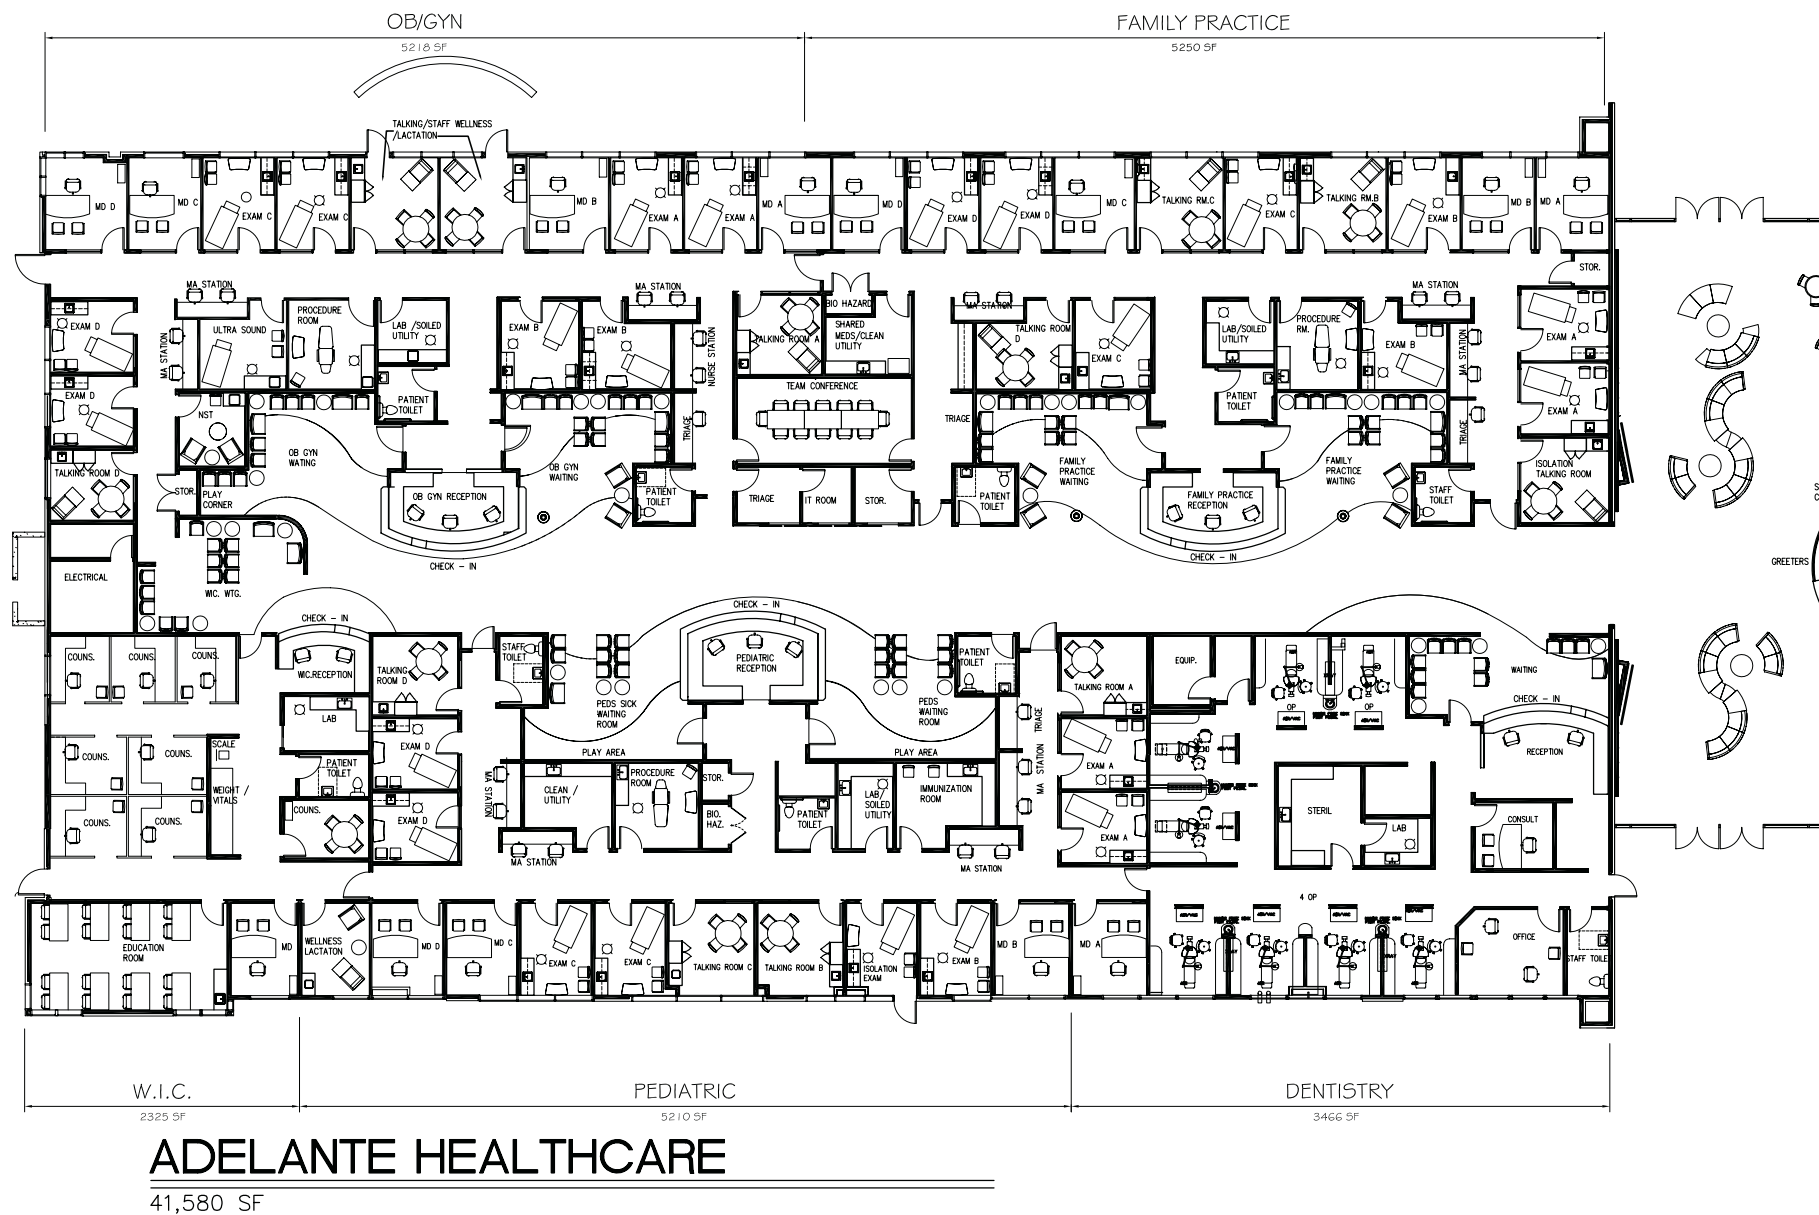 OB/GYN
FAMILY PRACTICE
5218 SF
5250 SF
TALKING/STAFF WELLNESS
/LACTATION
MD D
MD C
EXAM C
EXAM C
MD B
EXAM A
EXAM A
MD A
MD D
EXAM D
EXAM D
MD C
TALKING RM.C
EXAM C
TALKING RM.B
EXAM B
MD B
MD A
STOR.
MA STATION
MA STATION
MA STATION
MA STATION
EXAM D
MA STATION
ULTRA SOUND
PROCEDURE
ROOM
LAB /SOILED
UTILITY
EXAM B
EXAM B
NURSE STATION
TALKING ROOM A
BIO HAZARD
SHARED
MEDS/CLEAN
UTILITY
TALKING ROOM
D
EXAM C
LAB/SOILED
UTILITY
PROCEDURE
RM.
EXAM B
MA STATION
EXAM A
EXAM D
NST
PATIENT
TOILET
TRIAGE
TEAM CONFERENCE
TRIAGE
PATIENT
TOILET
TRIAGE
EXAM A
TALKING ROOM D
STOR.
PLAY
CORNER
OB GYN
WATING
OB GYN RECEPTION
OB GYN
WAITING
PATIENT
TOILET
TRIAGE
IT ROOM
STOR.
PATIENT
TOILET
FAMILY
PRACTICE
WAITING
FAMILY PRACTICE
RECEPTION
FAMILY
PRACTICE
WAITING
STAFF
TOILET
ISOLATION
TALKING ROOM
CHECK - IN
CHECK - IN
GREETERS
ELECTRICAL
WIC. WTG.
CHECK - IN
CHECK - IN
COUNS.
COUNS.
COUNS.
WIC.RECEPTION
TALKING
ROOM D
STAFF
TOILET
PEDIATRIC
RECEPTION
PATIENT
TOILET
TALKING ROOM A
EQUIP.
OP
OP
WAITING
CHECK - IN
LAB
PEDS SICK
WAITING
ROOM
PEDS
WAITING
ROOM
TRIAGE
RECEPTION
COUNS.
COUNS.
SCALE
WEIGHT /
VITALS
PATIENT
TOILET
EXAM D
PLAY AREA
PLAY AREA
MA STATION
EXAM A
COUNS.
COUNS.
COUNS.
EXAM D
MA STATION
CLEAN /
UTILITY
PROCEDURE
ROOM
STOR.
BIO.
HAZ.
PATIENT
TOILET
LAB/
SOILED
UTILITY
IMMUNIZATION
ROOM
EXAM A
STERIL
LAB
CONSULT
MA STATION
MA STATION
4 OP
EDUCATION
ROOM
MD
WELLNESS
LACTATON
MD D
MD C
EXAM C
EXAM C
TALKING ROOM C
TALKING ROOM B
ISOLATION
EXAM
EXAM B
MD B
MD A
OFFICE
STAFF TOILET
W.I.C.
PEDIATRIC
DENTISTRY
2325 SF
5210 SF
3466 SF
ADELANTE HEALTHCARE
41,580 SF